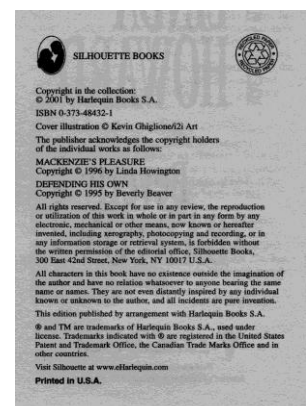 SILHOUETTE BOOKS
Copyright in the collection:
© 2001 by Harlequin Books S.A.
ISBN 0-373-48432-1
Cover illustration © Kevin Ghiglione/i2i Art
The publisher acknowledges the copyright holders
of the individual works as follows:
MACKENZIE'S PLEASURE
Copyright © 1996 by Linda Howington
DEFENDING HIS OWN
Copyright © 1995 by Beverly Beaver
All rights reserved. Except for use in any review, the reproduction
or utilization of this work in whole or in part in any form by any
electronic, mechanical or other means, now known or hereafter
invented, including xerography, photocopying and recording, or in
any information storage or retrieval system, is forbidden without
the written permission of the editorial office, Silhouette Books,
300 East 42nd Street, New York, NY 10017 U.S.A.
All characters in this book have no existence outside the imagination of
the author and have no relation whatsoever to anyone bearing the same
name or names. They are not even distantly inspired by any individual
known or unknown to the author, and all incidents are pure invention.
This edition published by arrangement with Harlequin Books S.A.
® and TM are trademarks of Harlequin Books S.A., used under
license. Trademarks indicated with ® are registered in the United States
Patent and Trademark Office, the Canadian Trade Marks Office and in
other countries.
Visit Silhouette at www.eHarlequin.com
Printed in U.S.A.